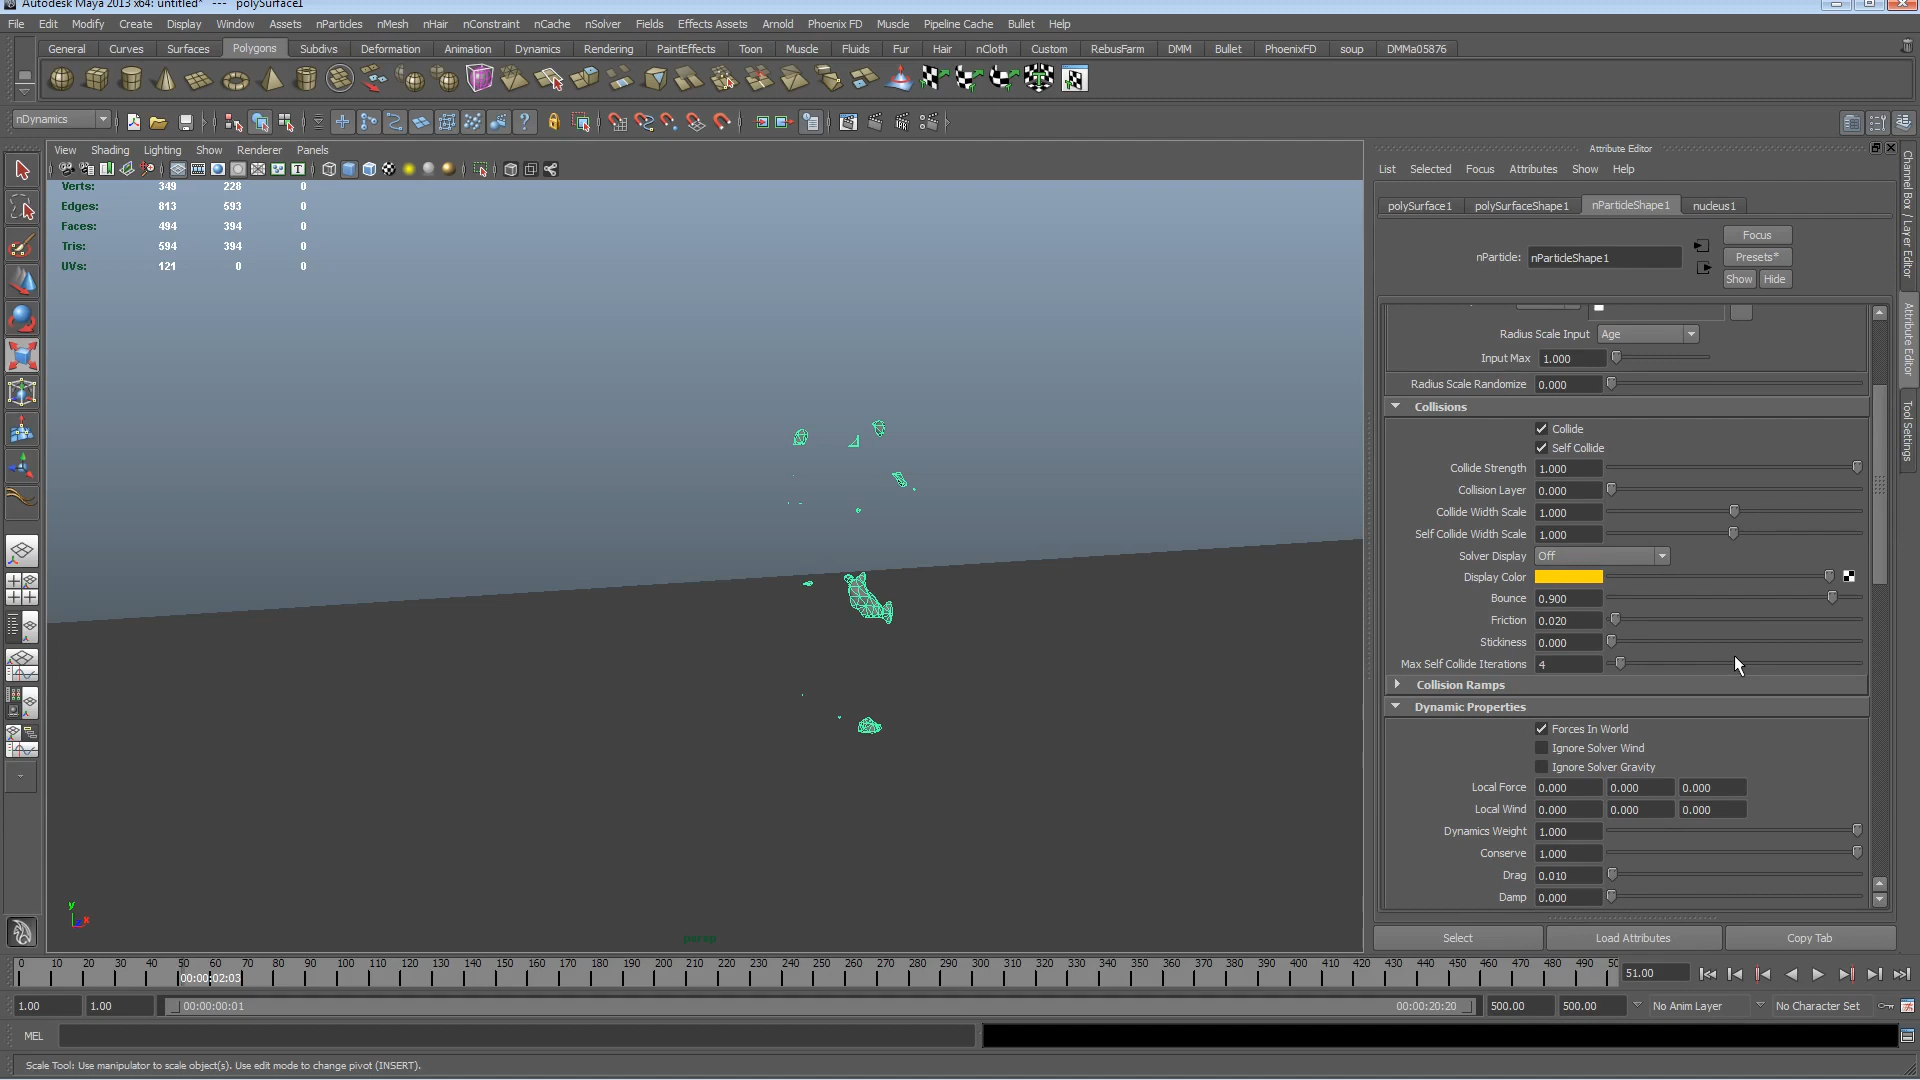 Autodesk Maya 2013 x64: untitled* --- polySurface1
File Edit Modify Create Display Window Assets nParticles nMesh nHair nConstraint nCache nSolver Fields Effects Assets Arnold Phoenix FD Muscle Pipeline Cache Bullet Help
General Curves Surfaces Polygons Subdivs Deformation Animation Dynamics Rendering PaintEffects Toon Muscle Fluids Fur Hair nCloth Custom RebusFarm DMM Bullet PhoenixFD soup DMMa05876
nDynamics
View Shading Lighting Show Renderer Panels
Verts: 349 228 0
Edges: 813 593 0
Faces: 494 394 0
Tris: 594 394 0
UVs: 121 0 0
y
x
persp
Attribute Editor
List Selected Focus Attributes Show Help
polySurface1 polySurfaceShape1 nParticleShape1 nucleus1
nParticle: nParticleShape1
Focus
Presets*
Show Hide
Radius Scale Input Age
Input Max 1.000
Radius Scale Randomize 0.000
Collisions
Collide
Self Collide
Collide Strength 1.000
Collision Layer 0.000
Collide Width Scale 1.000
Self Collide Width Scale 1.000
Solver Display Off
Display Color
Bounce 0.900
Friction 0.020
Stickiness 0.000
Max Self Collide Iterations 4
Collision Ramps
Dynamic Properties
Forces In World
Ignore Solver Wind
Ignore Solver Gravity
Local Force 0.000 0.000 0.000
Local Wind 0.000 0.000 0.000
Dynamics Weight 1.000
Conserve 1.000
Drag 0.010
Damp 0.000
Select Load Attributes Copy Tab
Channel Box / Layer Editor
Attribute Editor
Tool Settings
0 10 20 30 40 50 60 70 80 90 100 110 120 130 140 150 160 170 180 190 200 210 220 230 240 250 260 270 280 290 300 310 320 330 340 350 360 370 380 390 400 410 420 430 440 450 460 470 480 490 50
00:00:02:03
51.00
1.00 1.00 00:00:00:01 00:00:20:20 500.00 500.00 No Anim Layer No Character Set
MEL
Scale Tool: Use manipulator to scale object(s). Use edit mode to change pivot (INSERT).